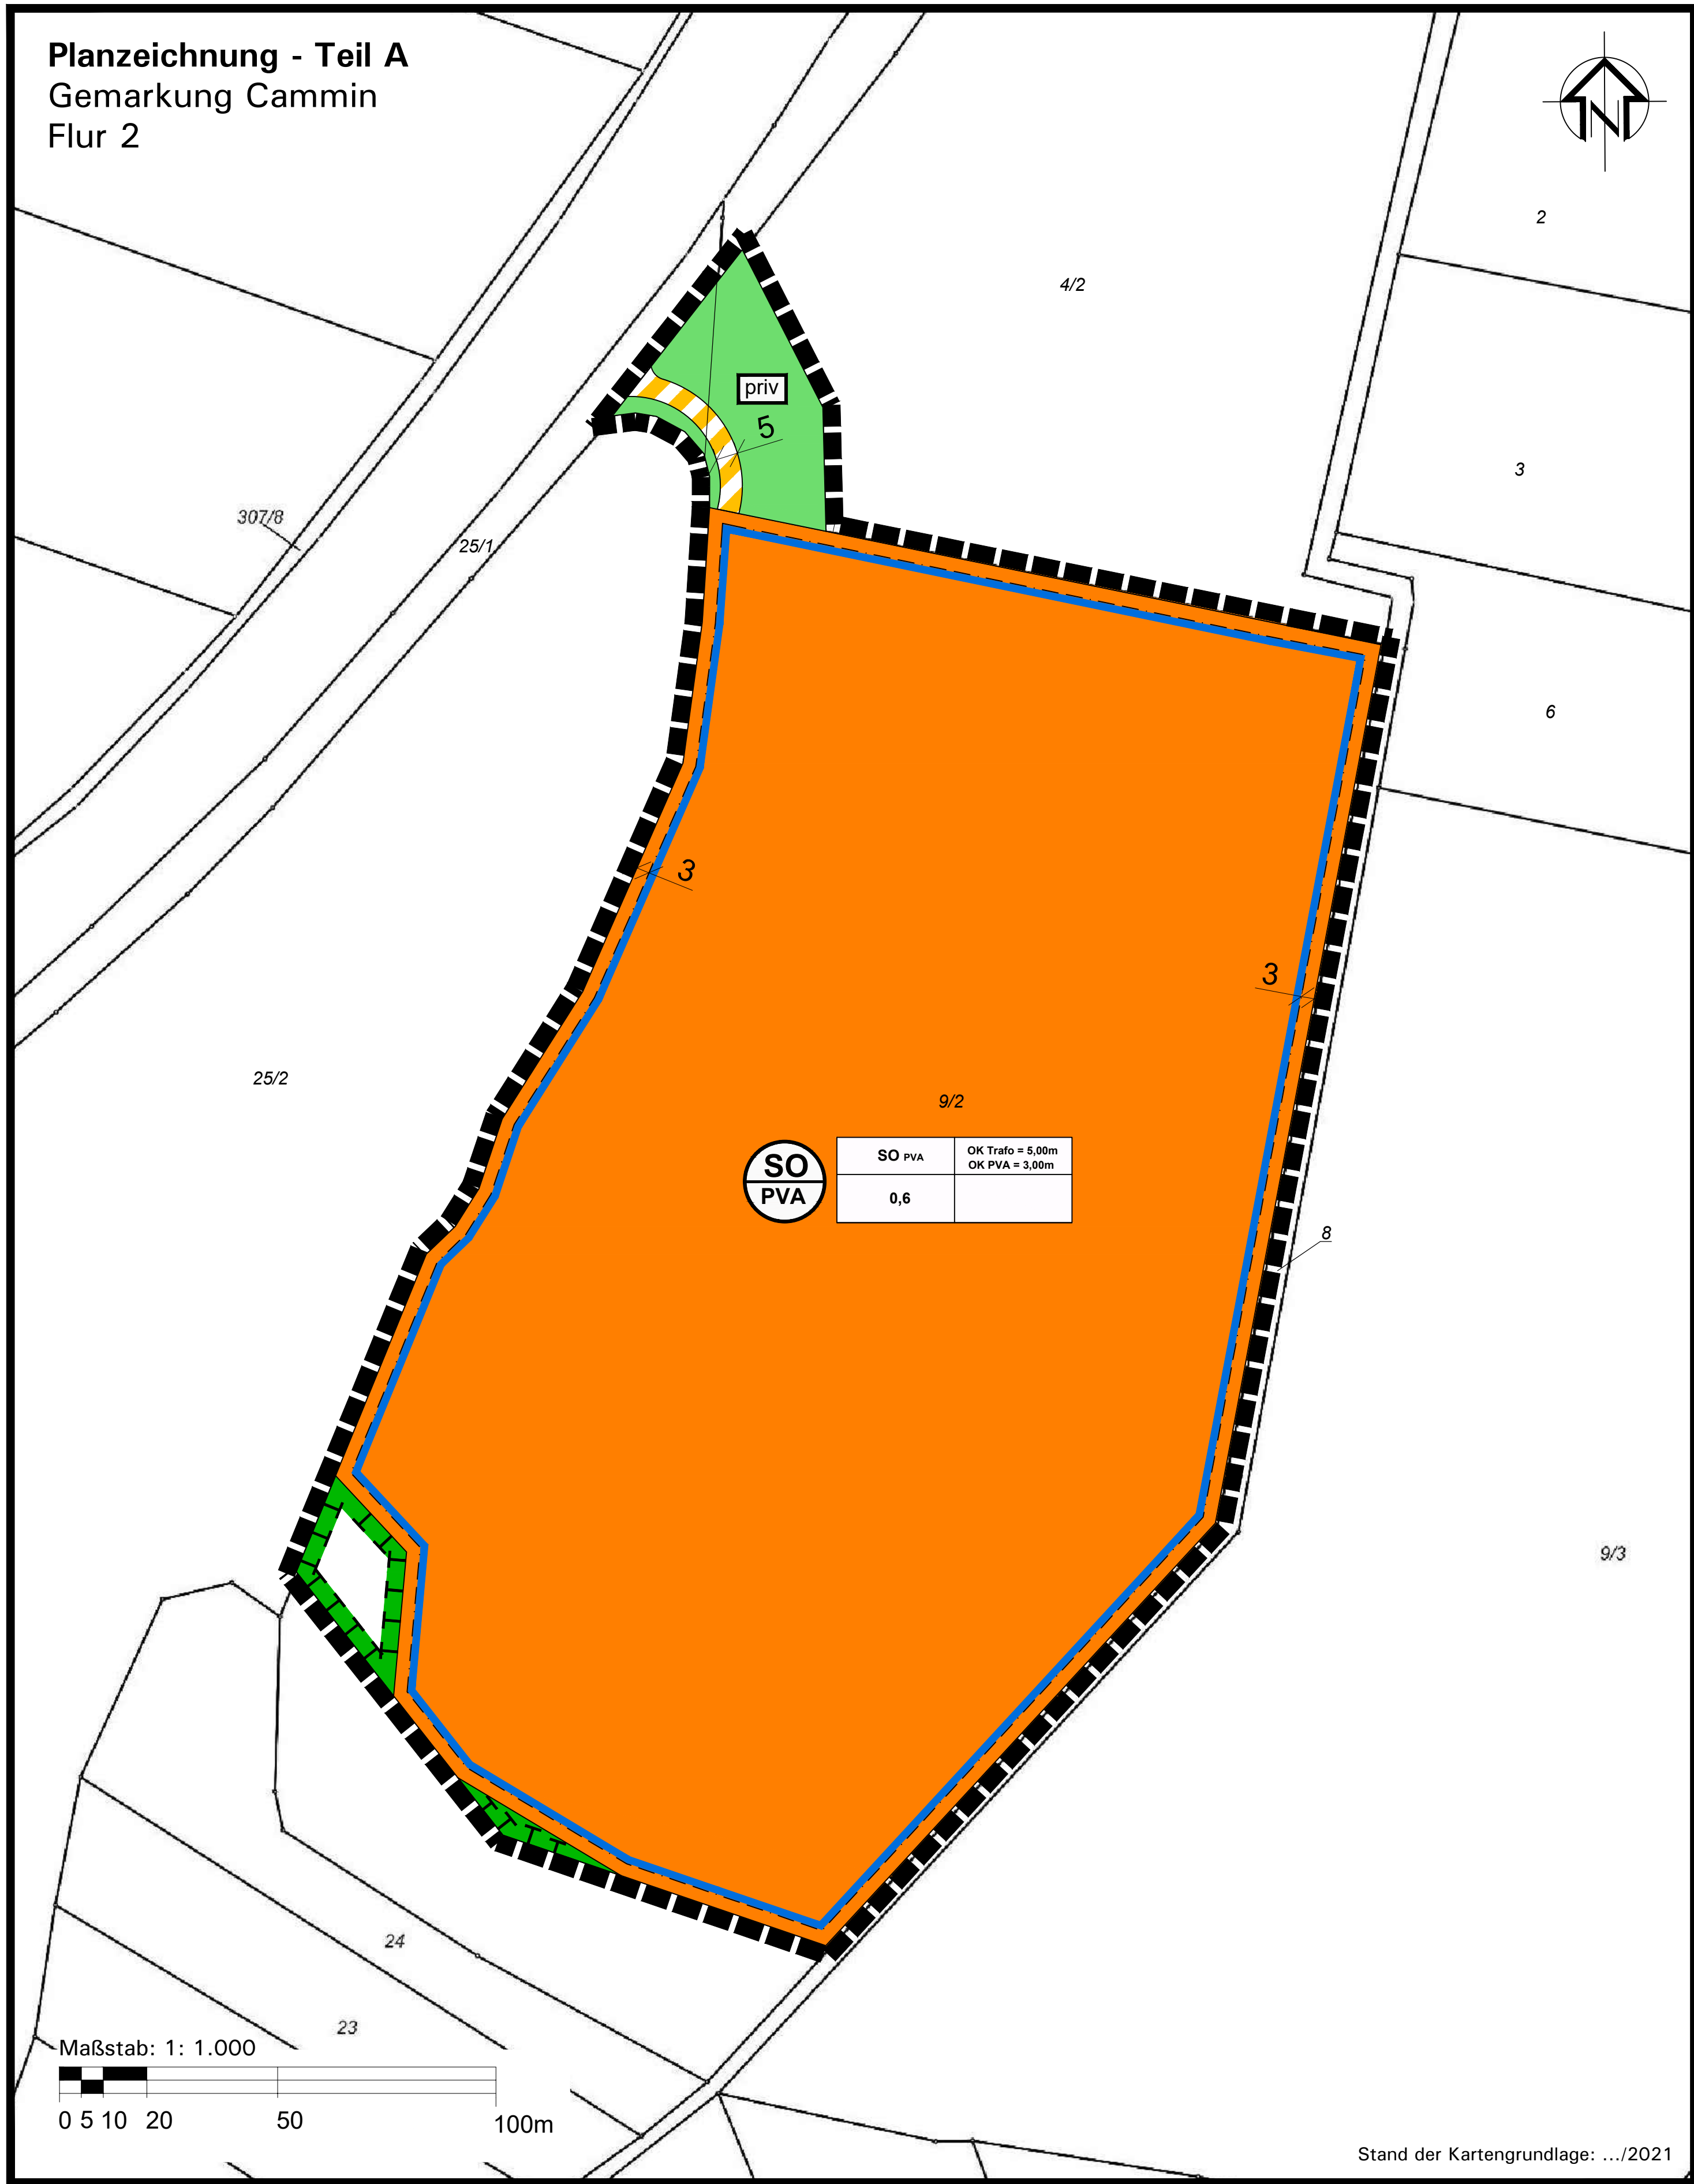 Planzeichnung - Teil A
Gemarkung Cammin
Flur 2
N
2
4/2
priv
5
3
307/8
25/1
6
3
3
25/2
9/2
SO
PVA
SO PVA
OK Trafo = 5,00m
OK PVA = 3,00m
0,6
8
9/3
24
23
Maßstab: 1: 1.000
0 5 10 20 50 100m
Stand der Kartengrundlage: .../2021